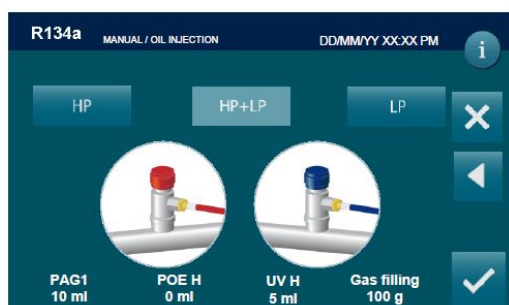 R134a MANUAL / OIL INJECTION DD/MM/YY XX:XX PM
i
HP HP+LP LP
PAG1 POE H UV H Gas filling
10 ml 0 ml 5 ml 100 g